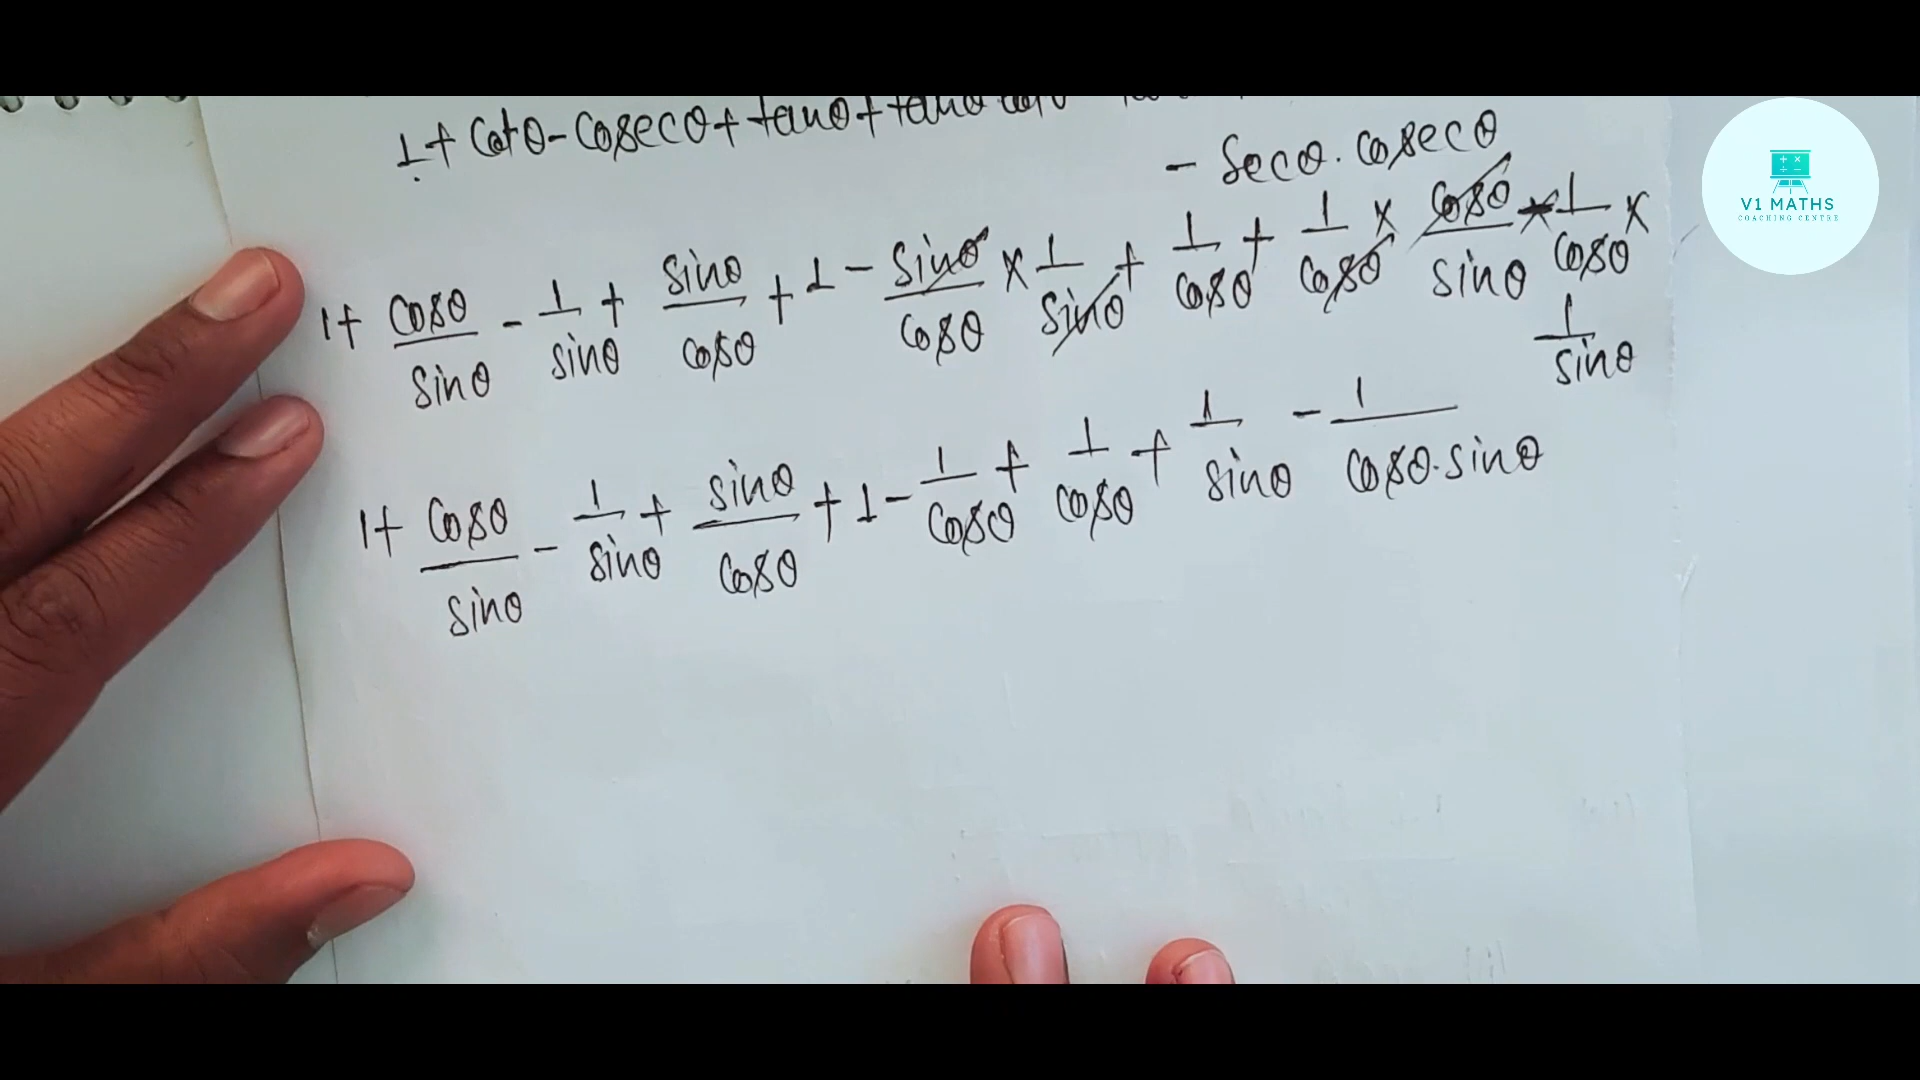 1+ Cotθ - Cosecθ + tanθ + tanθ cotθ
- Secθ . cosecθ
1+ cosθ/sinθ - 1/sinθ + sinθ/cosθ + 1 - sinθ/cosθ × 1/sinθ + 1/cosθ + 1/cosθ × cosθ/sinθ × 1/cosθ × 1/sinθ
1+ cosθ/sinθ - 1/sinθ + sinθ/cosθ + 1 - 1/cosθ + 1/cosθ + 1/sinθ - 1/cosθ.sinθ
V1 MATHS
COACHING CENTRE